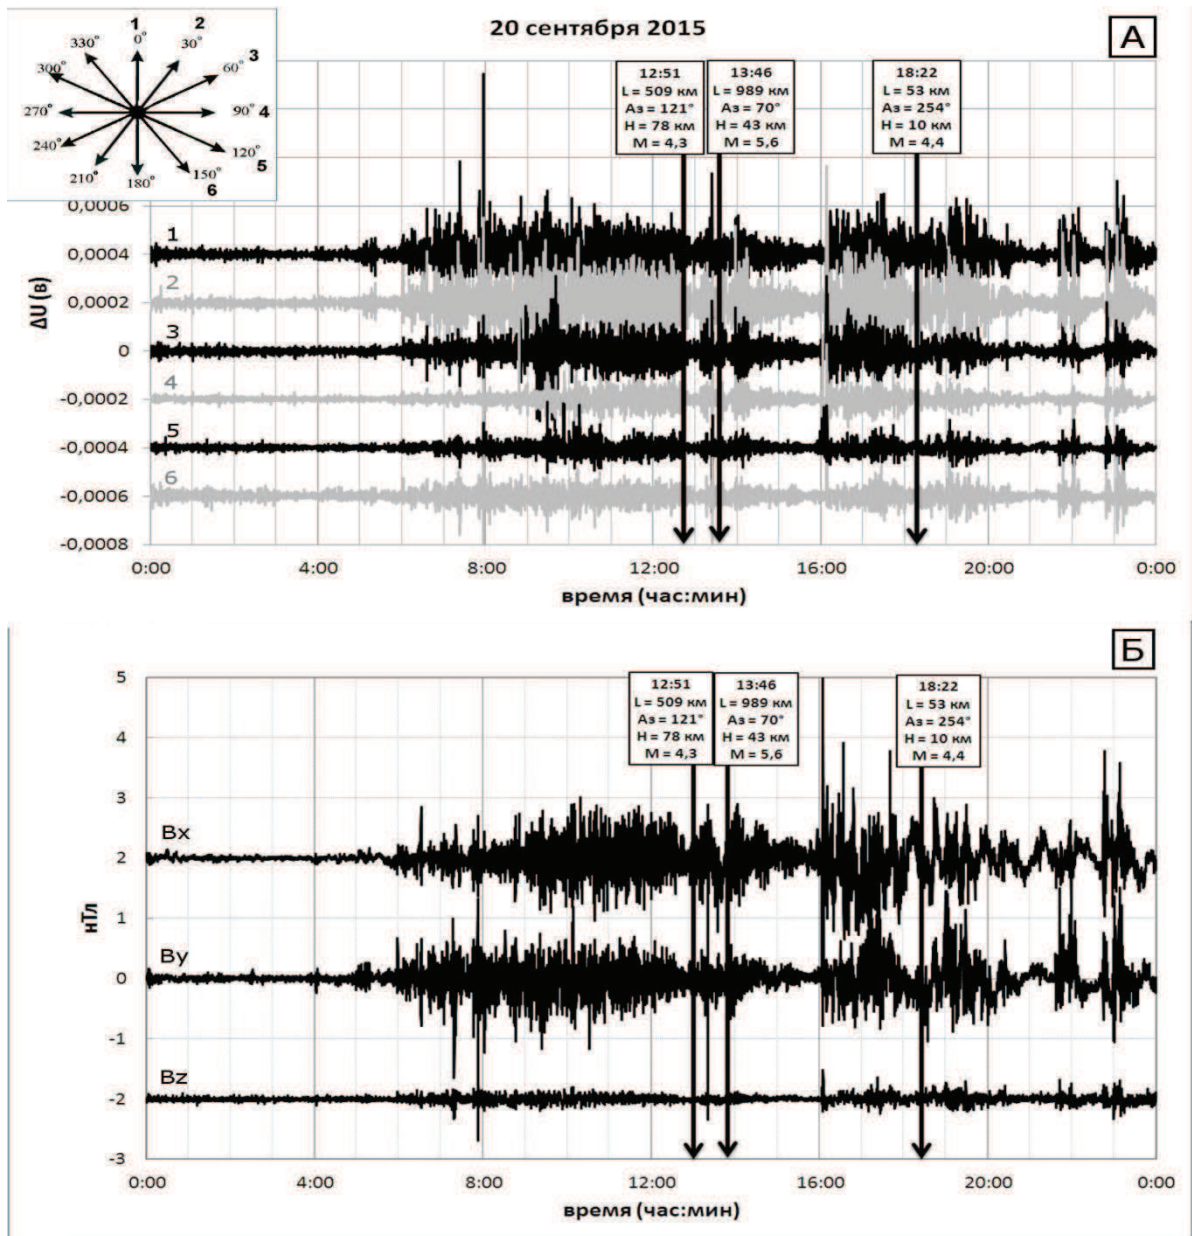 20 сентября 2015
А
1
2
3
4
5
6
0°
30°
60°
90°
120°
150°
180°
210°
240°
270°
300°
330°
12:51
L = 509 км
Аз = 121°
H = 78 км
M = 4,3
13:46
L = 989 км
Аз = 70°
H = 43 км
M = 5,6
18:22
L = 53 км
Аз = 254°
H = 10 км
M = 4,4
ΔU (в)
0,0006
0,0004
0,0002
0
-0,0002
-0,0004
-0,0006
-0,0008
1
2
3
4
5
6
0:00 4:00 8:00 12:00 16:00 20:00 0:00
время (час:мин)
Б
12:51
L = 509 км
Аз = 121°
H = 78 км
M = 4,3
13:46
L = 989 км
Аз = 70°
H = 43 км
M = 5,6
18:22
L = 53 км
Аз = 254°
H = 10 км
M = 4,4
нТл
5
4
3
2
1
0
-1
-2
-3
Bx
By
Bz
0:00 4:00 8:00 12:00 16:00 20:00 0:00
время (час:мин)